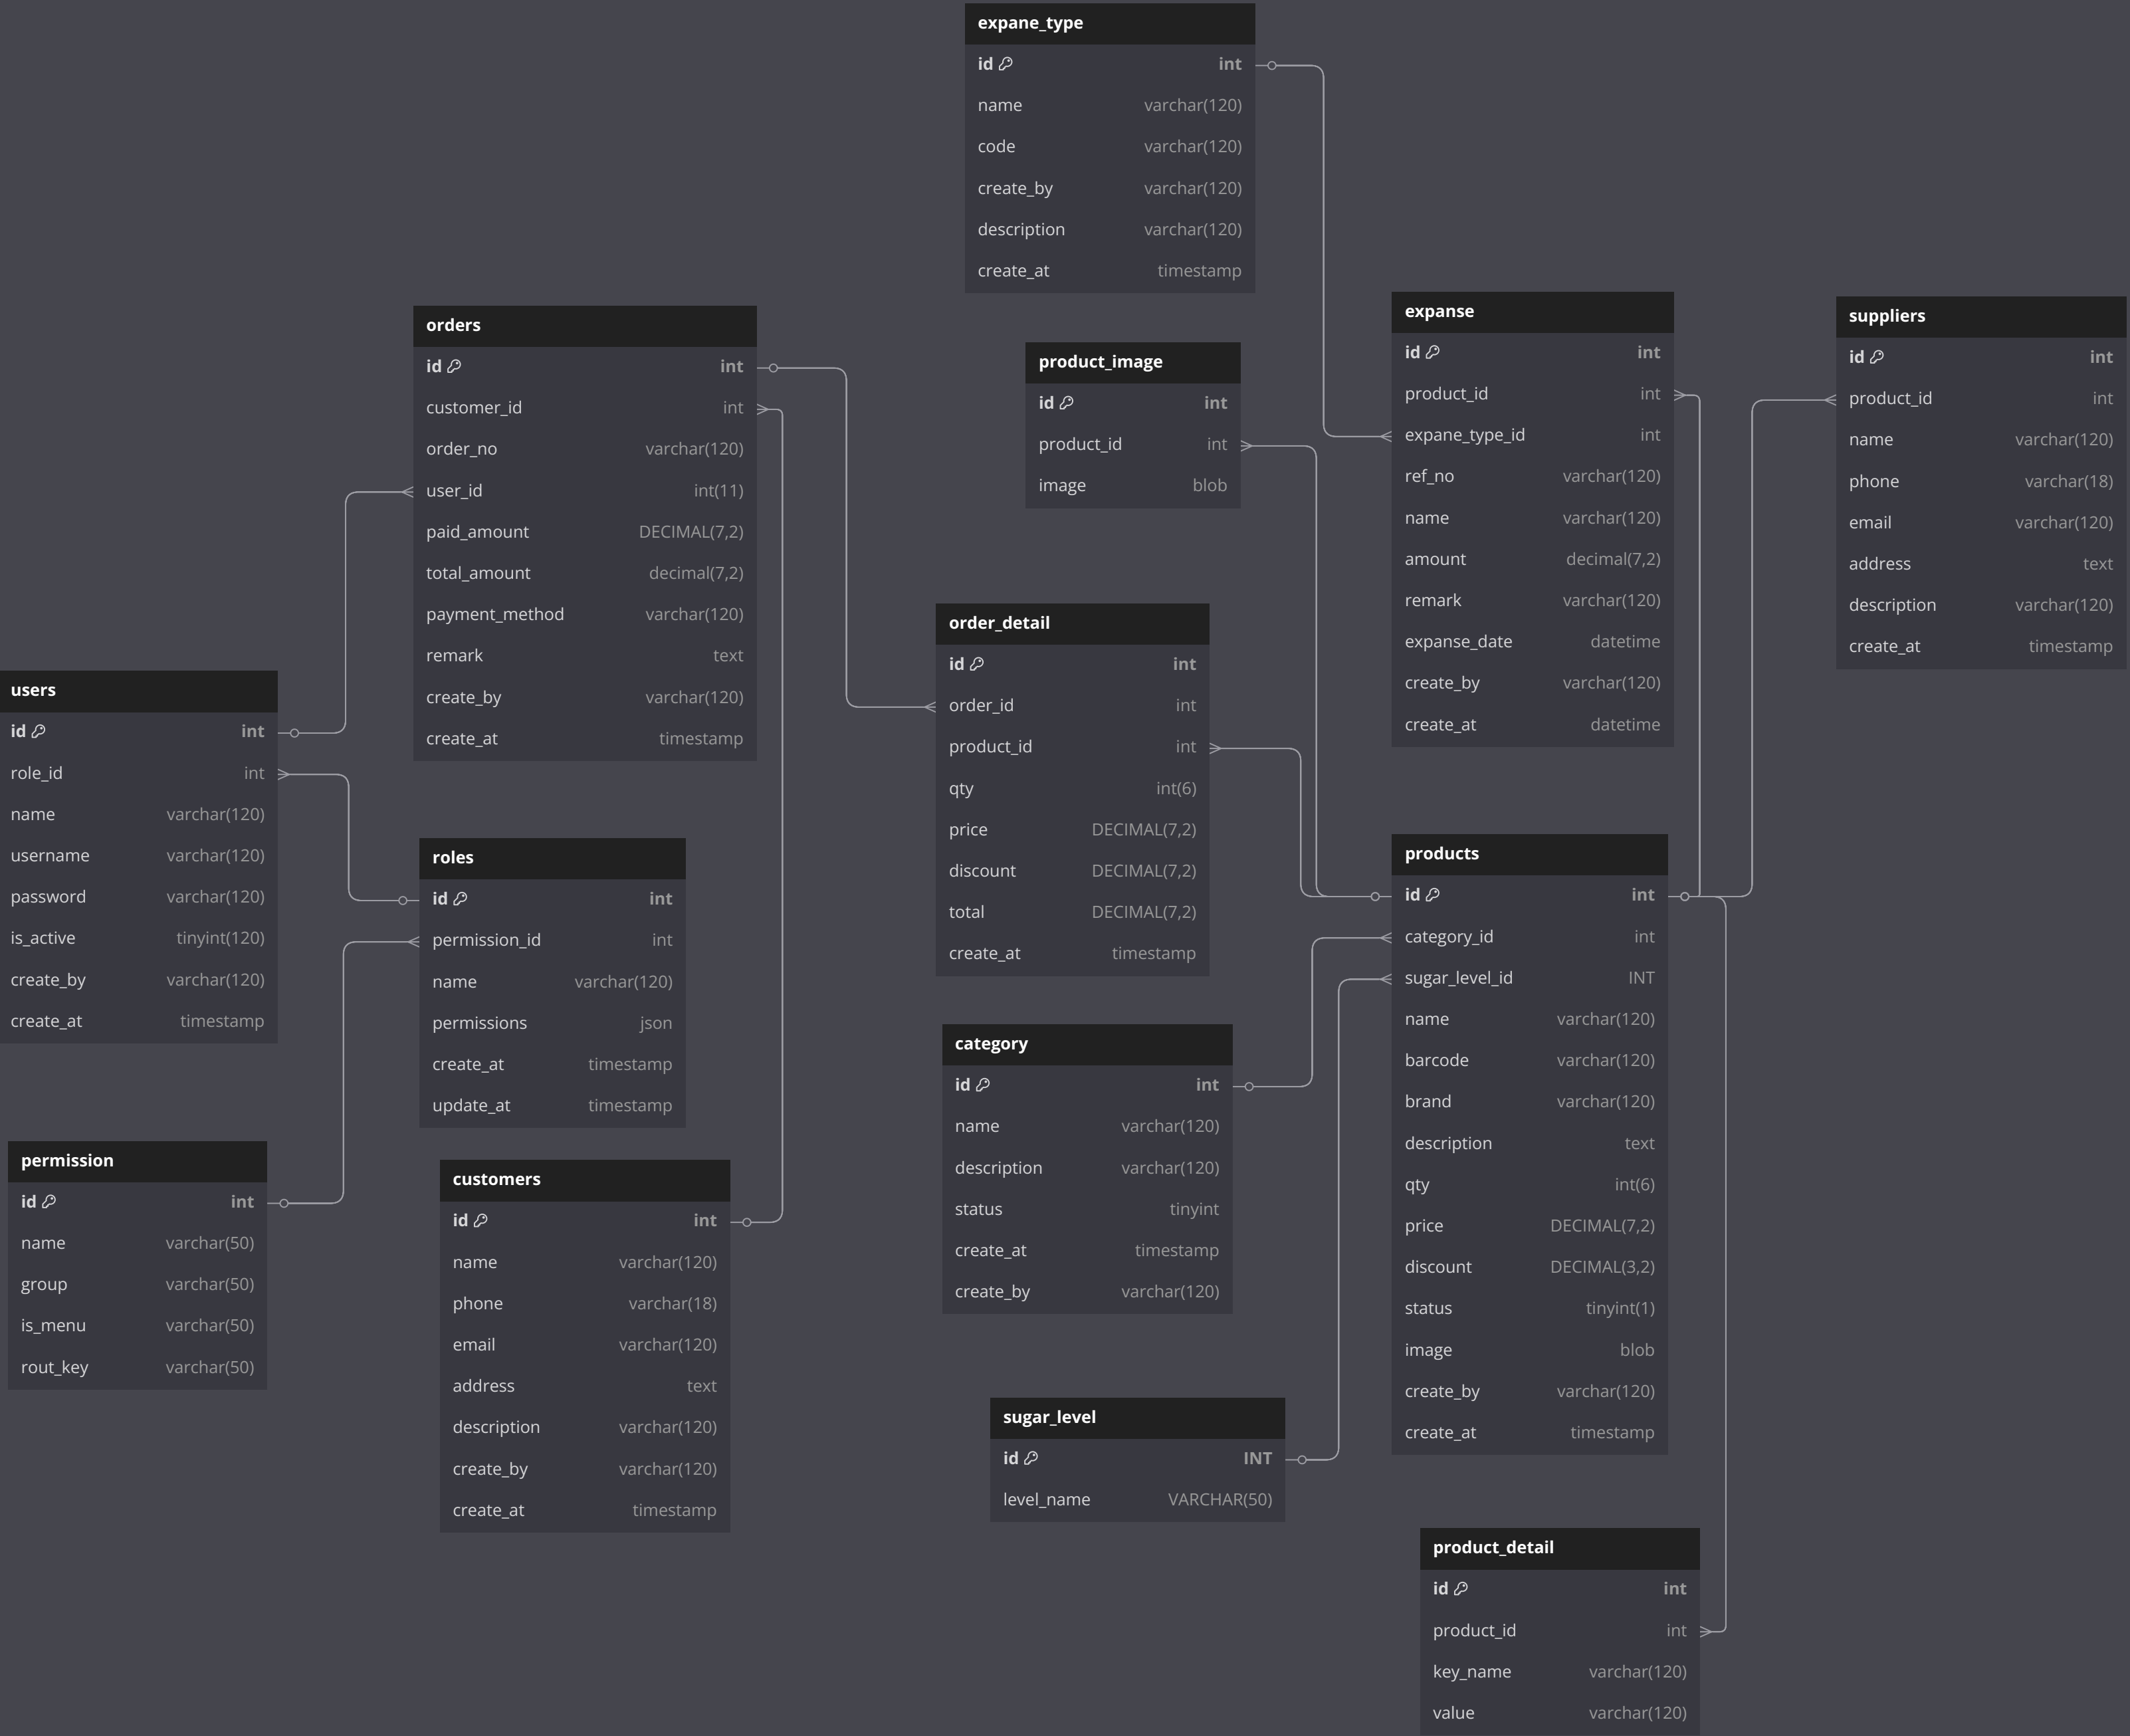 expane_type
id int
name varchar(120)
code varchar(120)
create_by varchar(120)
description varchar(120)
create_at timestamp
orders
id int
customer_id int
order_no varchar(120)
user_id int(11)
paid_amount DECIMAL(7,2)
total_amount decimal(7,2)
payment_method varchar(120)
remark text
create_by varchar(120)
create_at timestamp
product_image
id int
product_id int
image blob
expanse
id int
product_id int
expane_type_id int
ref_no varchar(120)
name varchar(120)
amount decimal(7,2)
remark varchar(120)
expanse_date datetime
create_by varchar(120)
create_at datetime
suppliers
id int
product_id int
name varchar(120)
phone varchar(18)
email varchar(120)
address text
description varchar(120)
create_at timestamp
users
id int
role_id int
name varchar(120)
username varchar(120)
password varchar(120)
is_active tinyint(120)
create_by varchar(120)
create_at timestamp
roles
id int
permission_id int
name varchar(120)
permissions json
create_at timestamp
update_at timestamp
order_detail
id int
order_id int
product_id int
qty int(6)
price DECIMAL(7,2)
discount DECIMAL(7,2)
total DECIMAL(7,2)
create_at timestamp
products
id int
category_id int
sugar_level_id INT
name varchar(120)
barcode varchar(120)
brand varchar(120)
description text
qty int(6)
price DECIMAL(7,2)
discount DECIMAL(3,2)
status tinyint(1)
image blob
create_by varchar(120)
create_at timestamp
permission
id int
name varchar(50)
group varchar(50)
is_menu varchar(50)
rout_key varchar(50)
customers
id int
name varchar(120)
phone varchar(18)
email varchar(120)
address text
description varchar(120)
create_by varchar(120)
create_at timestamp
category
id int
name varchar(120)
description varchar(120)
status tinyint
create_at timestamp
create_by varchar(120)
sugar_level
id INT
level_name VARCHAR(50)
product_detail
id int
product_id int
key_name varchar(120)
value varchar(120)